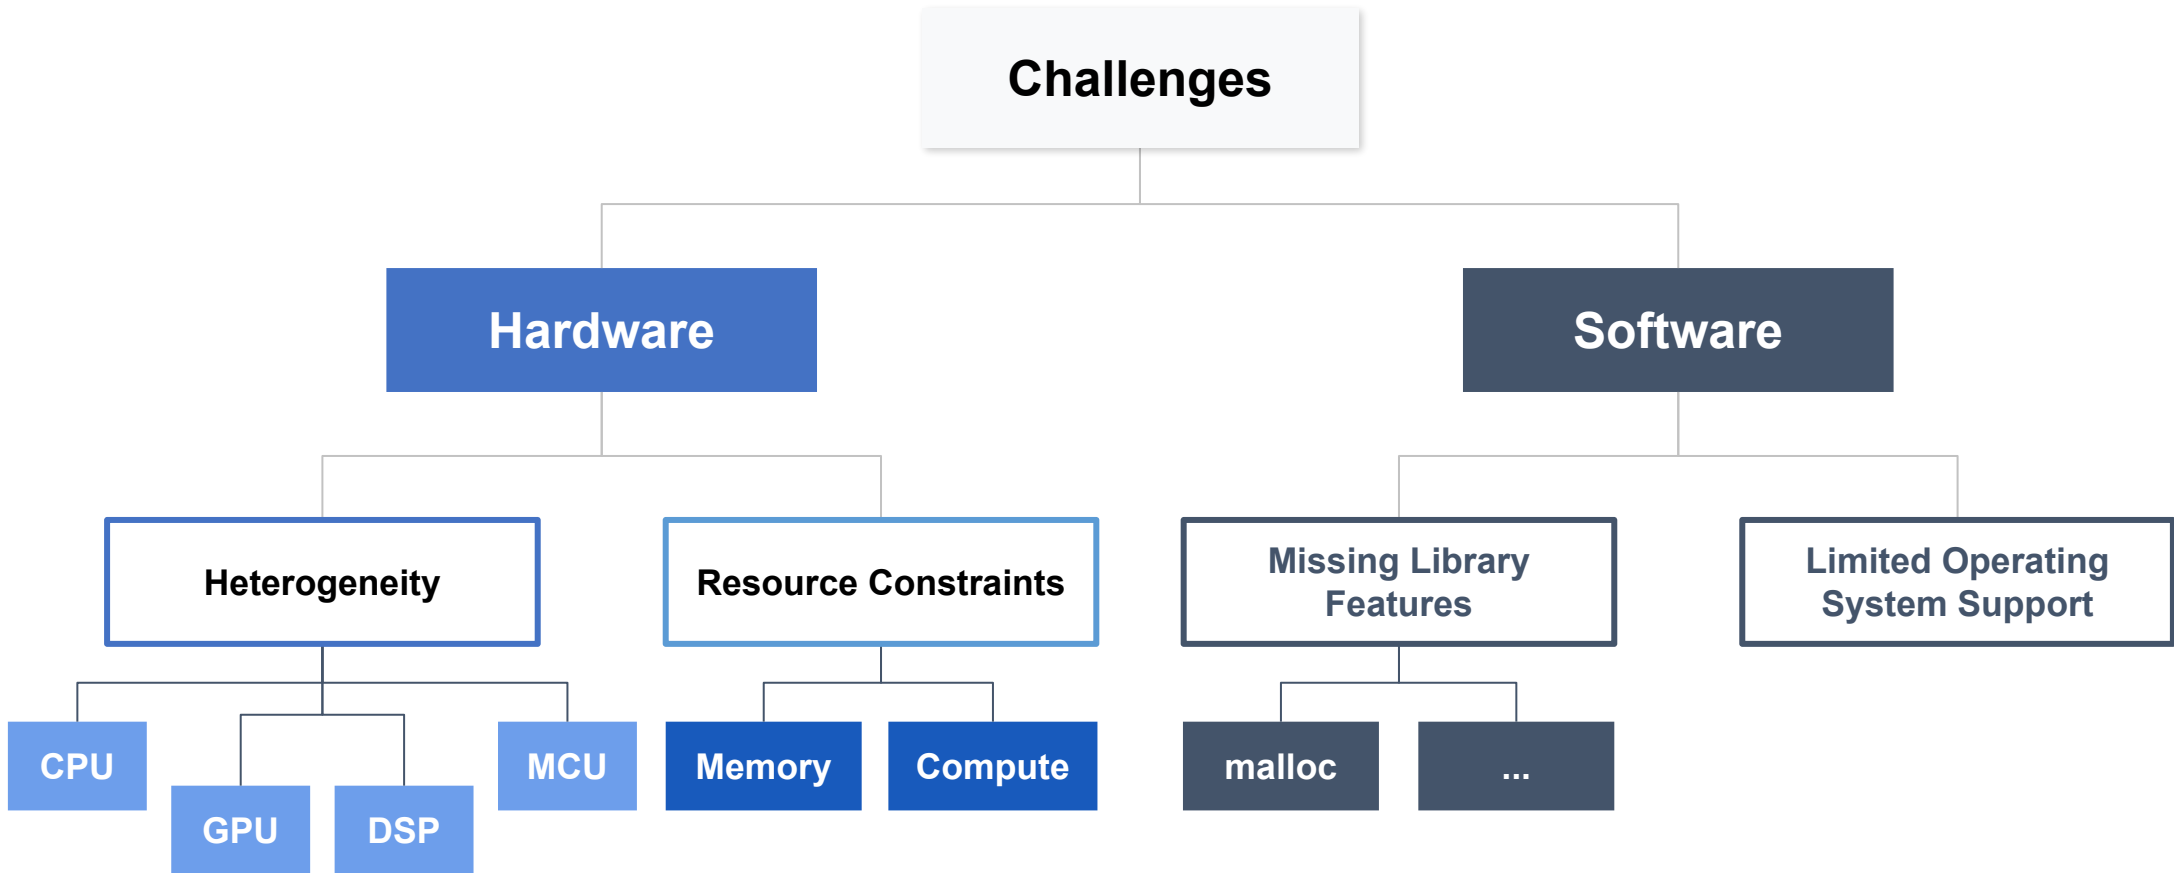 Challenges
Hardware
Software
Heterogeneity
Resource Constraints
Missing Library
Features
Limited Operating
System Support
CPU
GPU
DSP
MCU
Memory
Compute
malloc
...